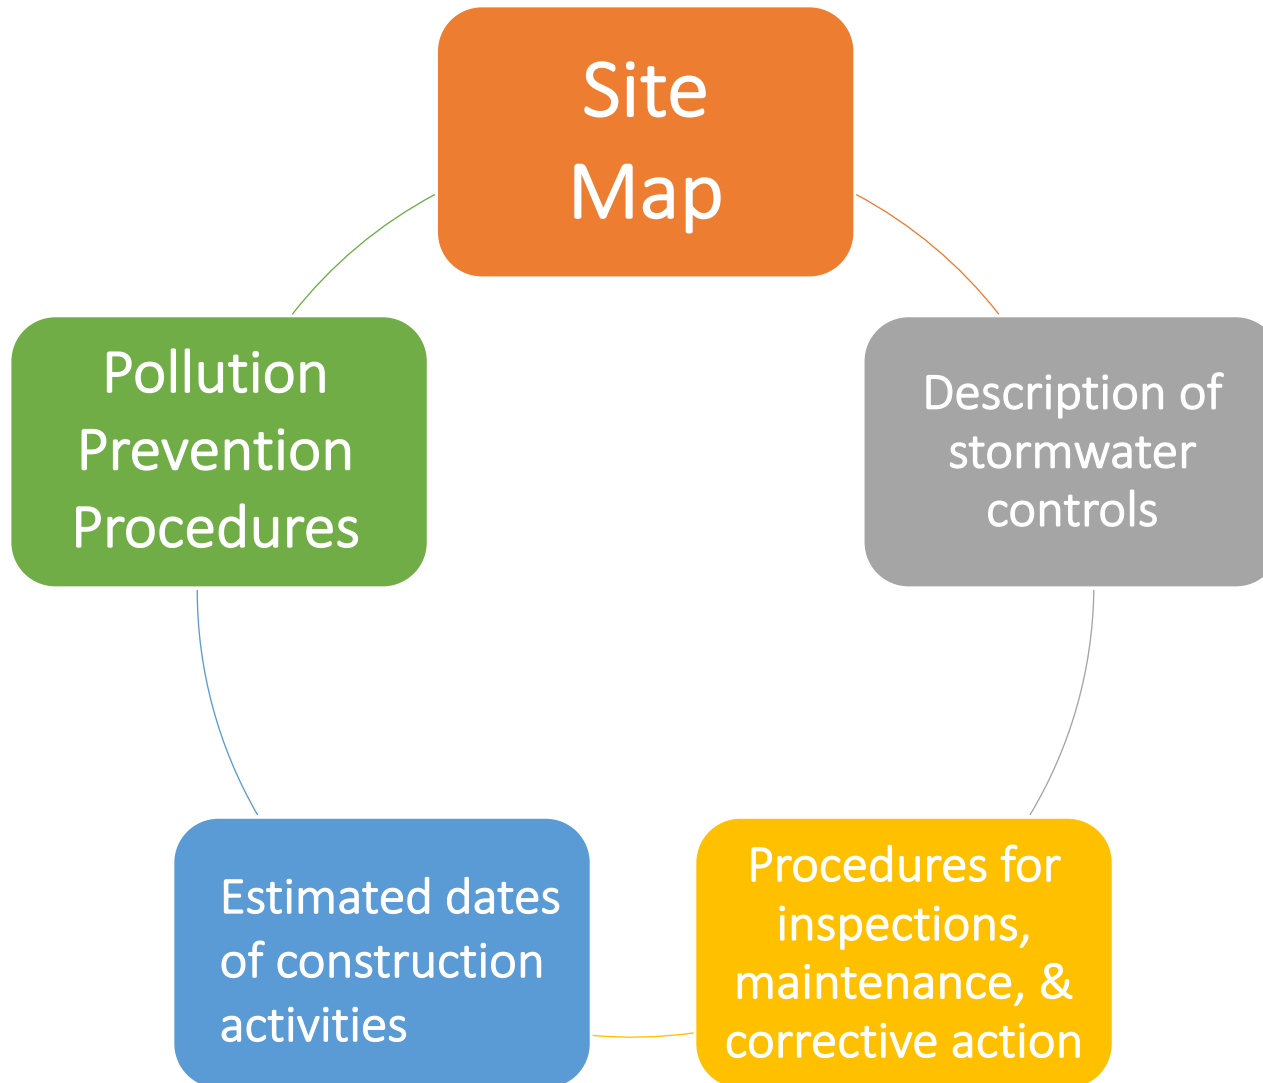 Site
Map
Description of
stormwater
controls
Procedures for
inspections,
maintenance, &
corrective action
Estimated dates
of construction
activities
Pollution
Prevention
Procedures